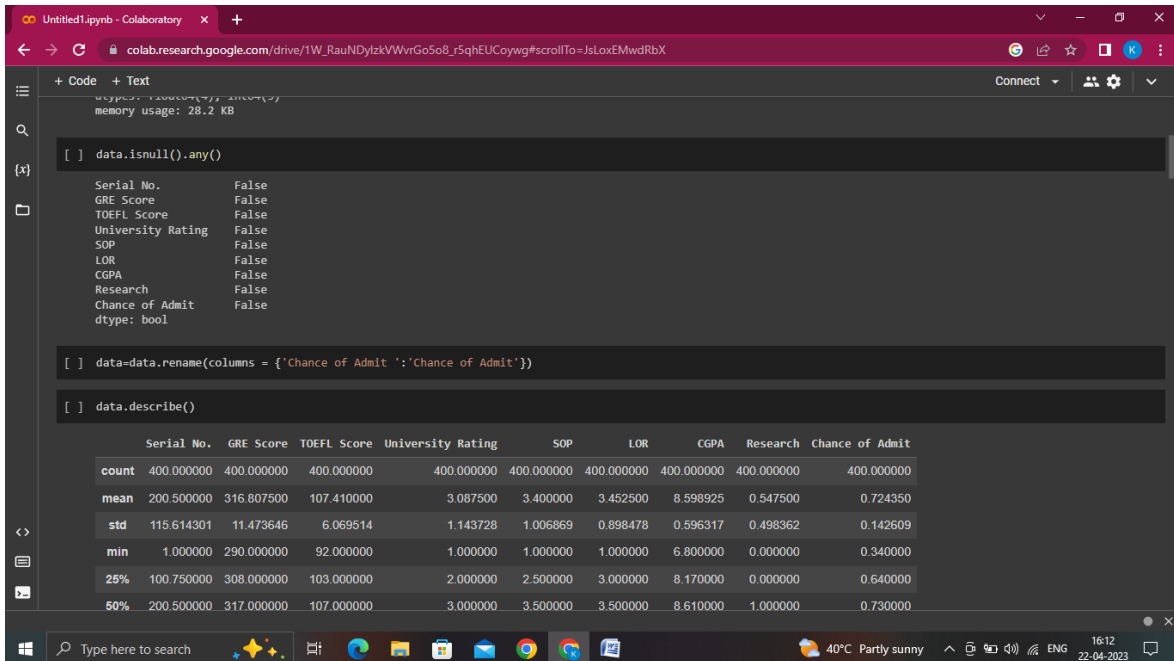 Untitled1.ipynb - Colaboratory
colab.research.google.com/drive/1W_RauNDylzkVWvrGo5o8_r5qhEUCoywg#scrollTo=JsLoxEMwdRbX
G K
+ Code + Text Connect
memory usage: 28.2 KB
[ ] data.isnull().any()
{x}
Serial No. False
GRE Score False
TOEFL Score False
University Rating False
SOP False
LOR False
CGPA False
Research False
Chance of Admit False
dtype: bool
[ ] data=data.rename(columns = {'Chance of Admit ':'Chance of Admit'})
[ ] data.describe()
Serial No. GRE Score TOEFL Score University Rating SOP LOR CGPA Research Chance of Admit
count 400.000000 400.000000 400.000000 400.000000 400.000000 400.000000 400.000000 400.000000 400.000000
mean 200.500000 316.807500 107.410000 3.087500 3.400000 3.452500 8.598925 0.547500 0.724350
std 115.614301 11.473646 6.069514 1.143728 1.006869 0.898478 0.596317 0.498362 0.142609
min 1.000000 290.000000 92.000000 1.000000 1.000000 1.000000 6.800000 0.000000 0.340000
25% 100.750000 308.000000 103.000000 2.000000 2.500000 3.000000 8.170000 0.000000 0.640000
50% 200.500000 317.000000 107.000000 3.000000 3.500000 3.500000 8.610000 1.000000 0.730000
Type here to search 40°C Partly sunny ENG 16:12
22-04-2023